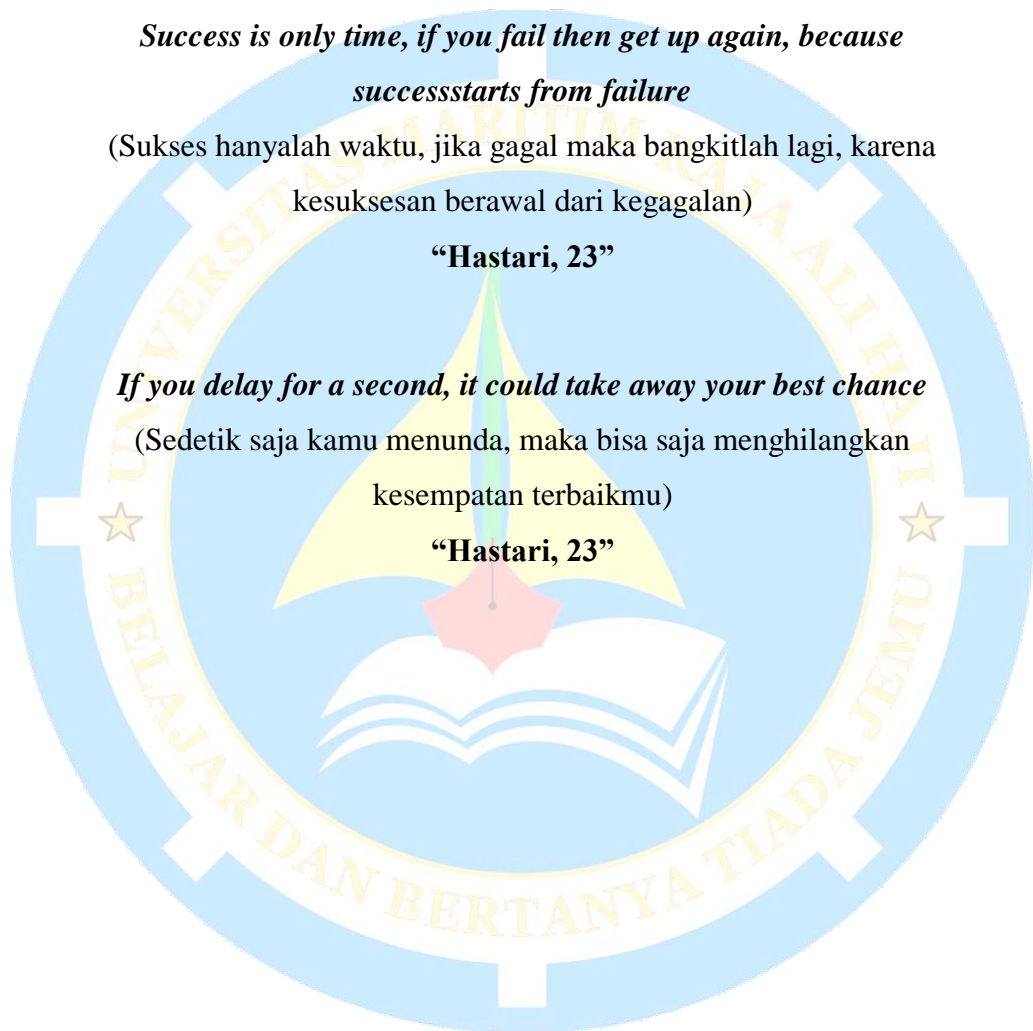 Success is only time, if you fail then get up again, because
successstarts from failure
(Sukses hanyalah waktu, jika gagal maka bangkitlah lagi, karena
kesuksesan berawal dari kegagalan)
“Hastari, 23”
If you delay for a second, it could take away your best chance
(Sedetik saja kamu menunda, maka bisa saja menghilangkan
kesempatan terbaikmu)
“Hastari, 23”
UNIVERSITAS MARITIM RAJA ALI HAJI
BELAJAR DAN BERTANYA TIADA JEMU